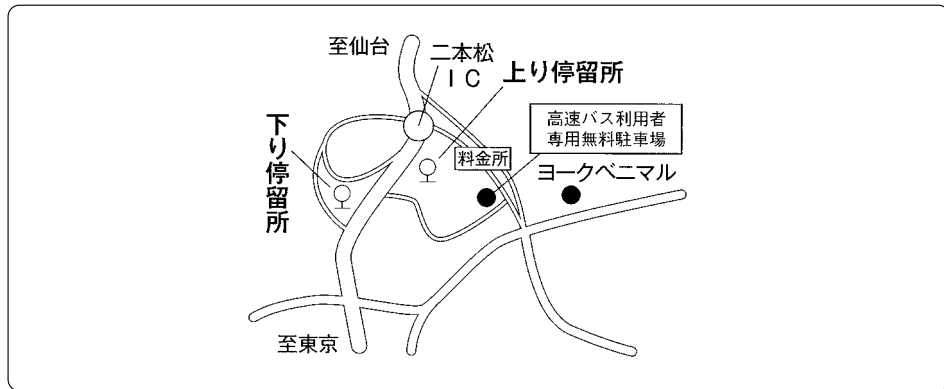 至仙台
二本松
IC
上り停留所
高速バス利用者
専用無料駐車場
料金所
ヨークベニマル
下り停留所
至東京